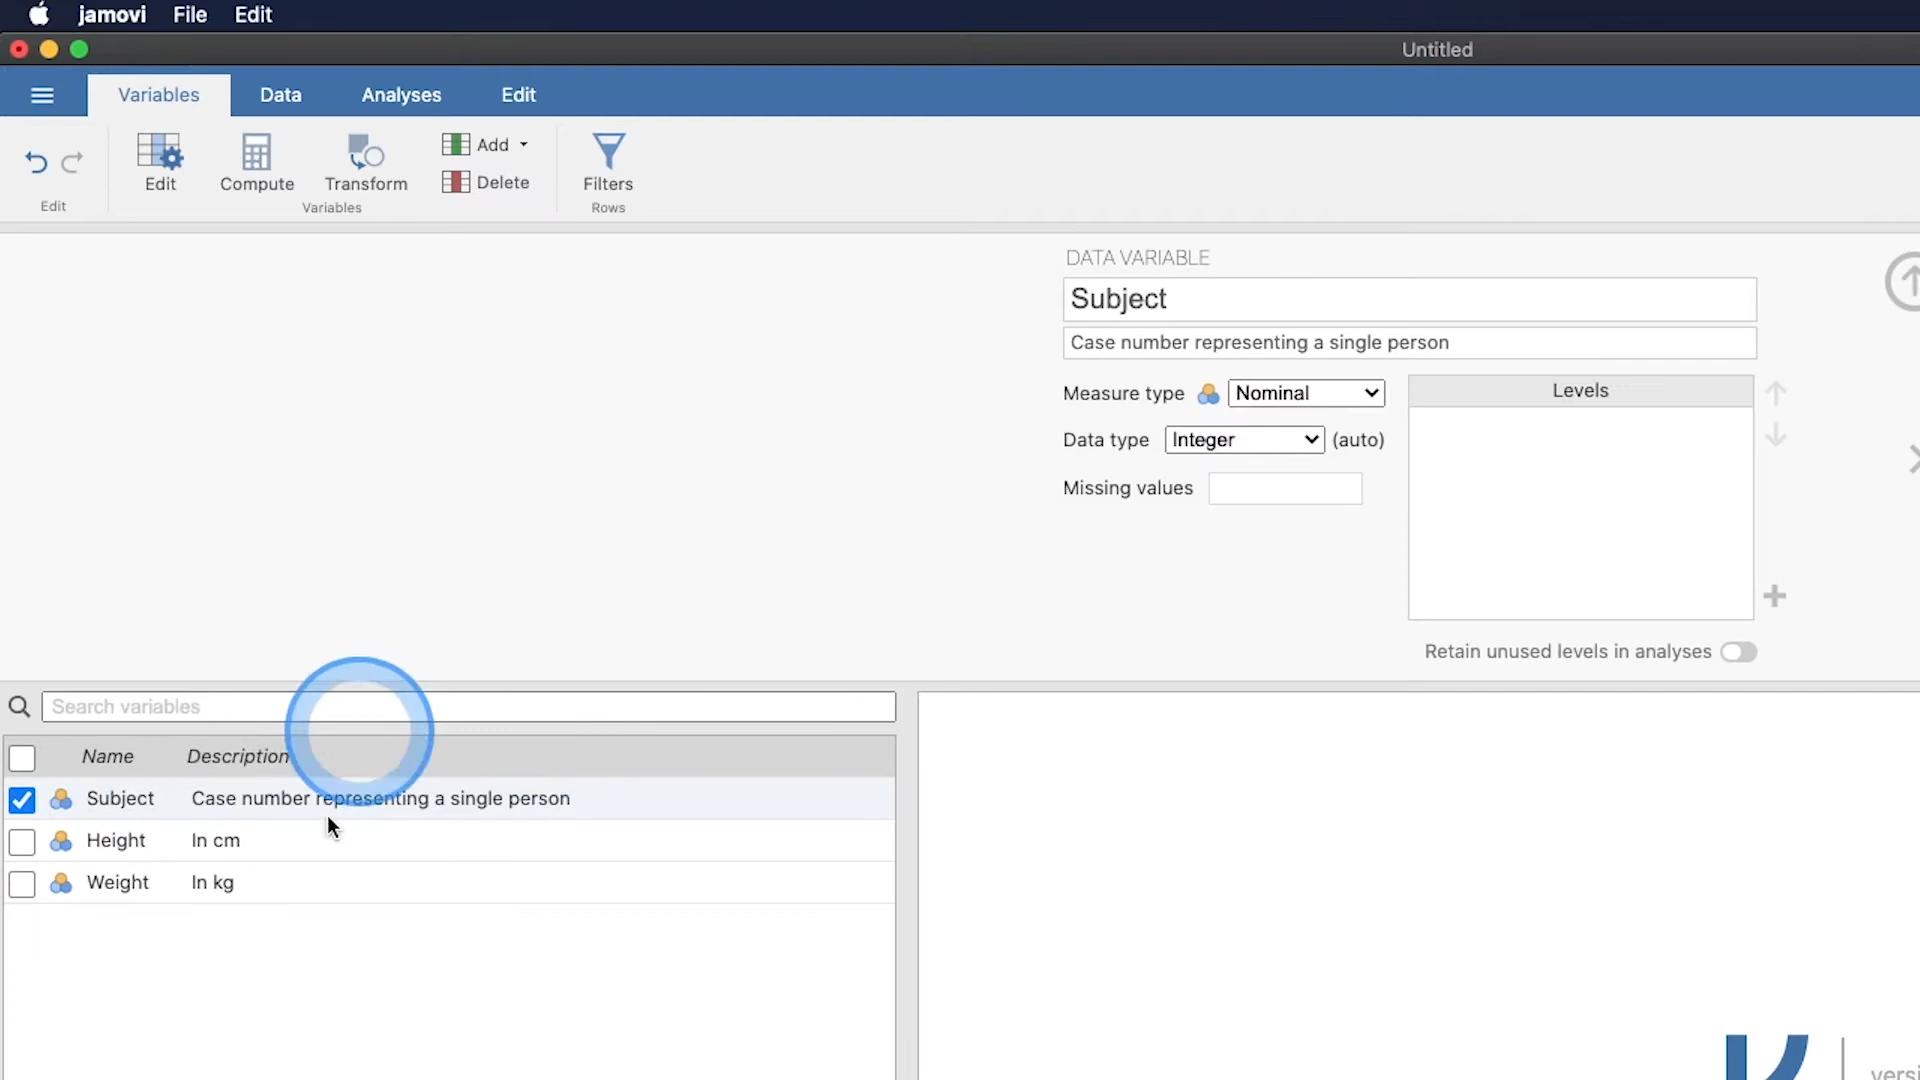 jamovi File Edit
Untitled
Variables Data Analyses Edit
Edit Compute Transform Add Delete Filters
Edit Variables Rows
DATA VARIABLE
Subject
Case number representing a single person
Measure type Nominal
Levels
Data type Integer (auto)
Missing values
Retain unused levels in analyses
Search variables
Name Description
Subject Case number representing a single person
Height In cm
Weight In kg